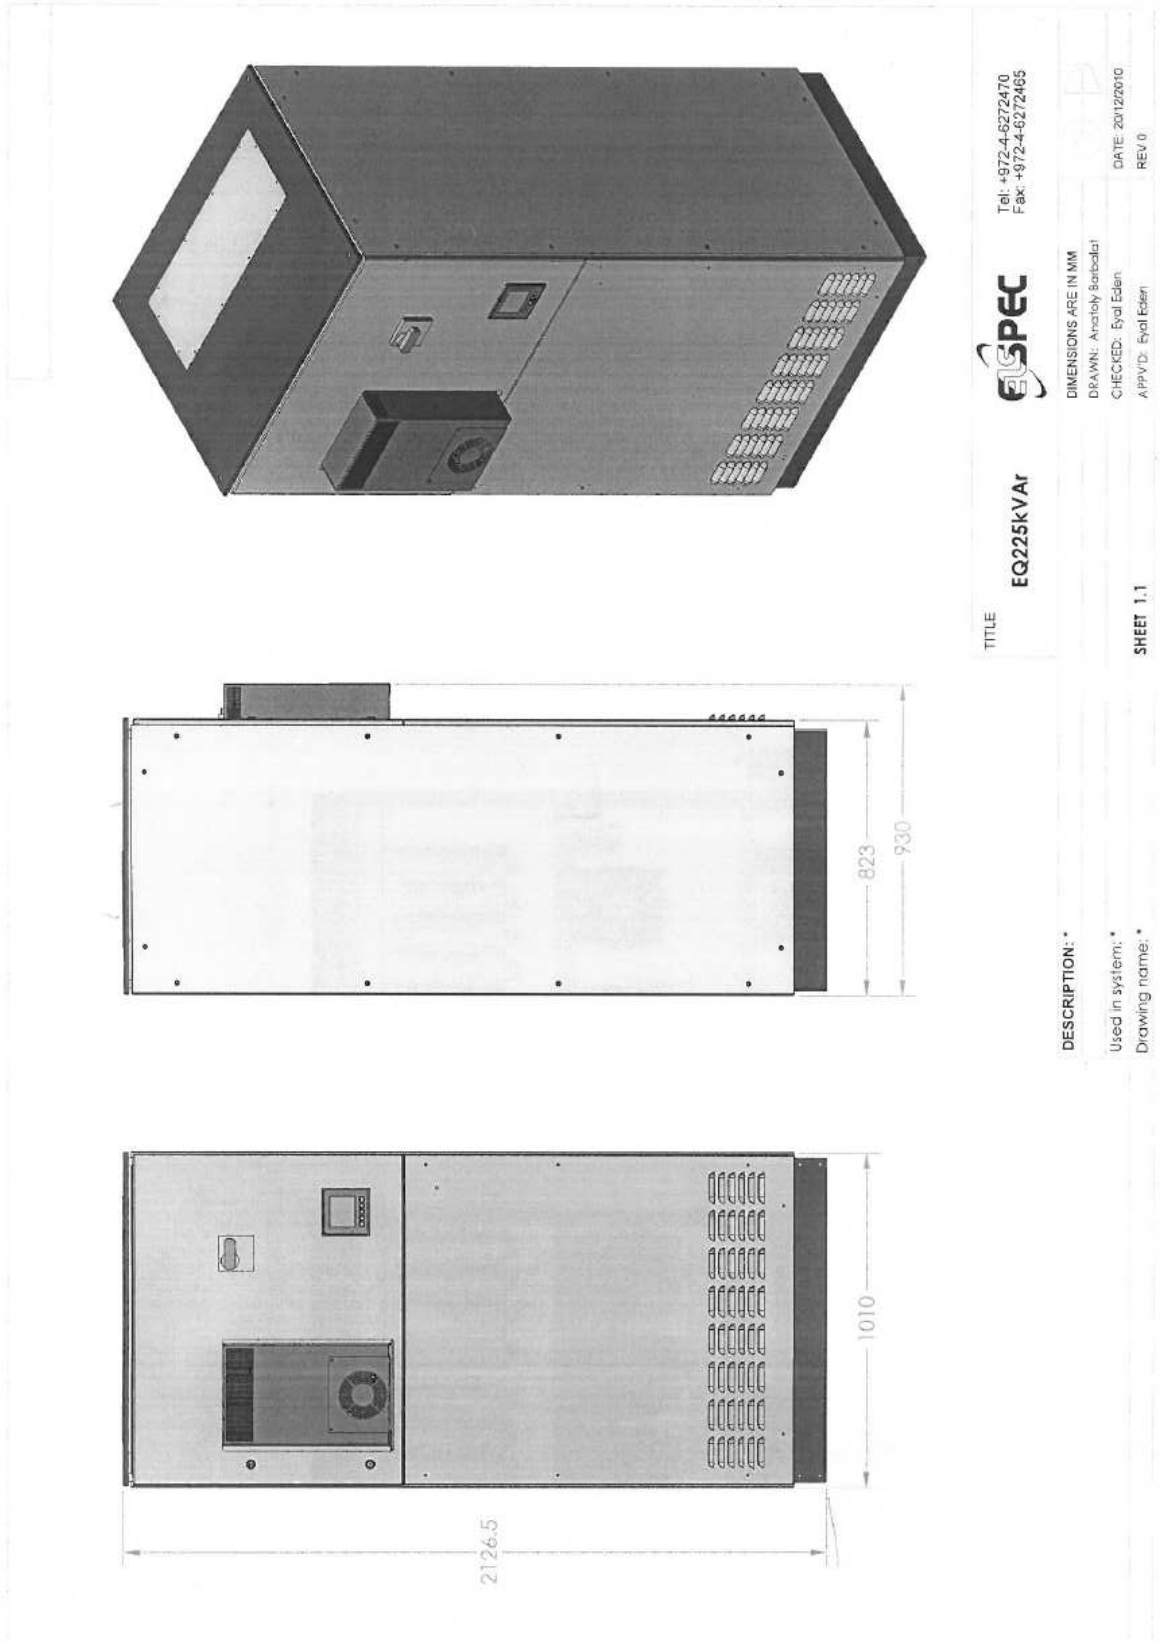 2126.5
1010
823
930
TITLE
EQ225kVAr
ELSPEC
Tel: +972-4-6272470
Fax: +972-4-6272465
DESCRIPTION: *
DIMENSIONS ARE IN MM
DRAWN: Anatoly Barbalat
Used in system: *
CHECKED: Eyal Eden
DATE: 20/12/2010
Drawing name: *
SHEET 1.1
APPV'D: Eyal Eden
REV 0